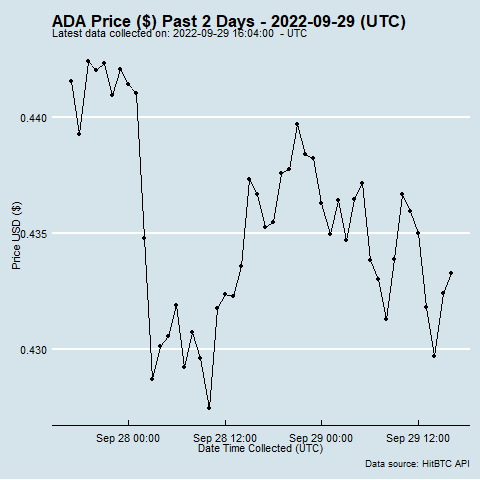 ADA Price ($) Past 2 Days - 2022-09-29 (UTC)
Latest data collected on: 2022-09-29 16:04:00 - UTC
0.440
0.435
0.430
Price USD ($)
Sep 28 00:00 Sep 28 12:00 Sep 29 00:00 Sep 29 12:00
Date Time Collected (UTC)
Data source: HitBTC API